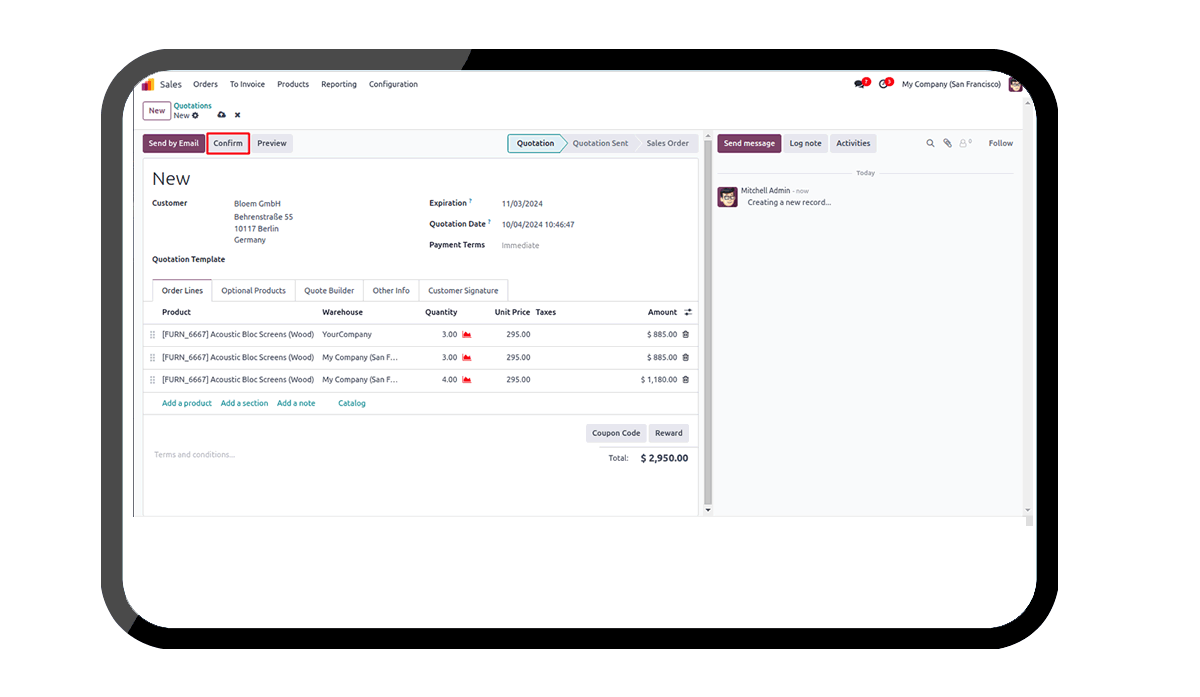 Sales Orders To Invoice Products Reporting Configuration 7 3 My Company (San Francisco)
New Quotations
New
Send by Email Confirm Preview Quotation Quotation Sent Sales Order Send message Log note Activities 0 Follow
Today
New
Mitchell Admin - now
Creating a new record...
Customer Bloem GmbH Expiration ? 11/03/2024
Behrenstraße 55
10117 Berlin
Germany
Quotation Date ? 10/04/2024 10:46:47
Payment Terms Immediate
Quotation Template
Order Lines Optional Products Quote Builder Other Info Customer Signature
Product Warehouse Quantity Unit Price Taxes Amount
[FURN_6667] Acoustic Bloc Screens (Wood) YourCompany 3.00 295.00 $ 885.00
[FURN_6667] Acoustic Bloc Screens (Wood) My Company (San F... 3.00 295.00 $ 885.00
[FURN_6667] Acoustic Bloc Screens (Wood) My Company (San F... 4.00 295.00 $ 1,180.00
Add a product Add a section Add a note Catalog
Coupon Code Reward
Terms and conditions...
Total: $ 2,950.00